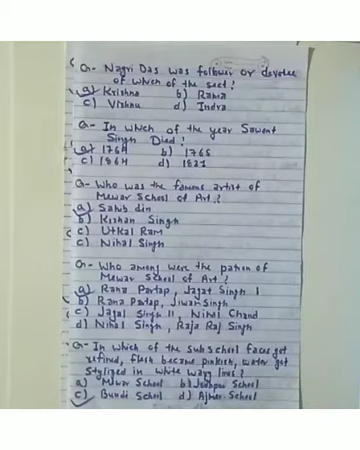 Q- Nagri Das was follower or devotee
of which of the sect?
a) Krishna b) Rama
c) Vishnu d) Indra
Q- In which of the year Sawant
Singh Died?
a) 1764 b) 1765
c) 1864 d) 1821
Q- Who was the famous artist of
Mewar School of Art?
a) Sahib din
b) Kishan Singh
c) Utkal Ram
c) Nihal Singh
Q- Who among were the patron of
Mewar School of Art?
a) Rana Partap, Jagat Singh I
b) Rana Partap, Jiwan Singh
c) Jagat Singh II, Nihal Chand
d) Nihal Singh, Raja Raj Singh
Q- In which of the sub school faces get
refined, flesh became pinkish, water got
stylized in white wavy lines?
a) Mewar School b) Jodhpur School
c) Bundi School d) Ajmer School